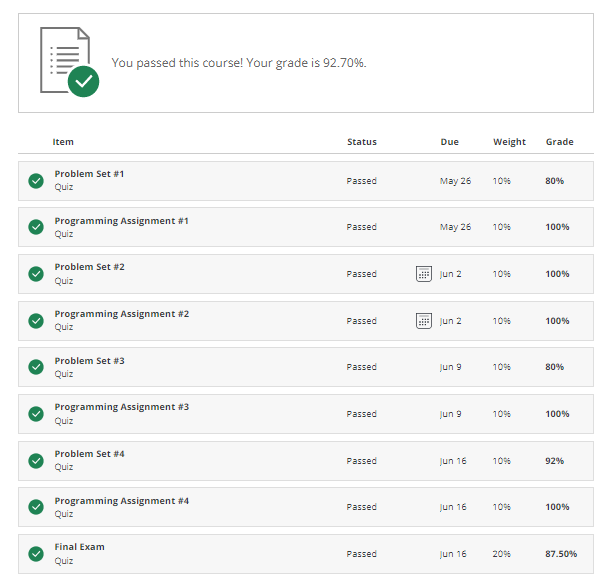 You passed this course! Your grade is 92.70%.
Item Status Due Weight Grade
Problem Set #1
Quiz
Passed May 26 10% 80%
Programming Assignment #1
Quiz
Passed May 26 10% 100%
Problem Set #2
Quiz
Passed Jun 2 10% 100%
Programming Assignment #2
Quiz
Passed Jun 2 10% 100%
Problem Set #3
Quiz
Passed Jun 9 10% 80%
Programming Assignment #3
Quiz
Passed Jun 9 10% 100%
Problem Set #4
Quiz
Passed Jun 16 10% 92%
Programming Assignment #4
Quiz
Passed Jun 16 10% 100%
Final Exam
Quiz
Passed Jun 16 20% 87.50%